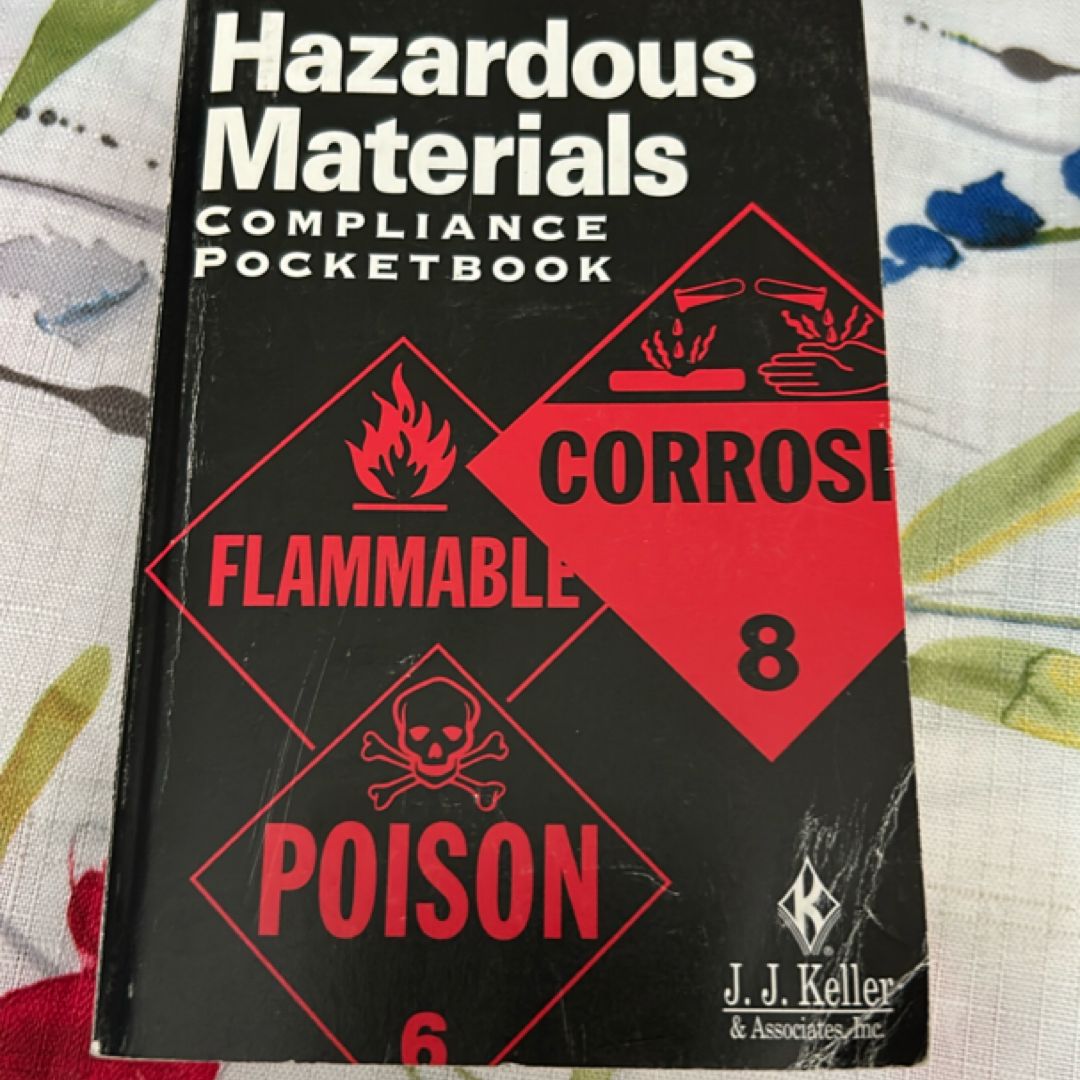 Hazardous
Materials
COMPLIANCE
POCKETBOOK
CORROSI
FLAMMABLE
8
POISON
6
K
J. J. Keller
& Associates, Inc.